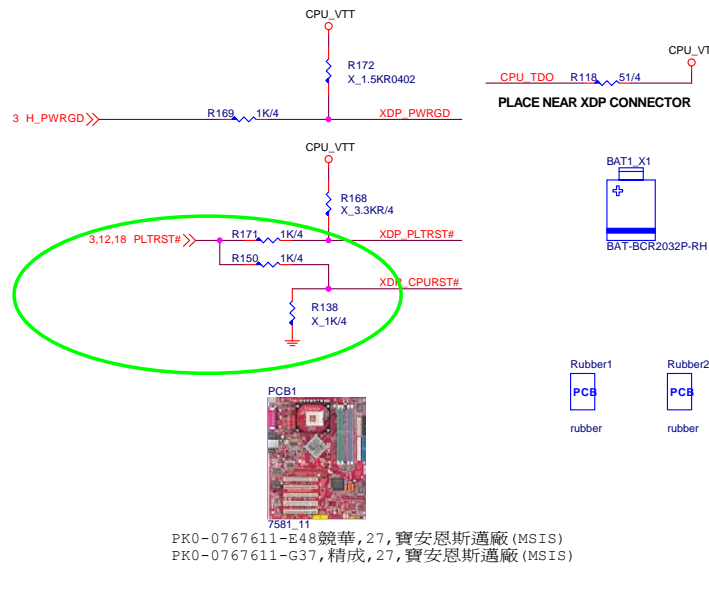 CPU_VTT
R172
X_1.5KR0402
3 H_PWRGD
R169 1K/4
XDP_PWRGD
CPU_VT
CPU_TDO R118 51/4
PLACE NEAR XDP CONNECTOR
CPU_VTT
R168
X_3.3KR/4
3,12,18 PLTRST#
R171 1K/4
XDP_PLTRST#
R150 1K/4
XDP_CPURST#
R138
X_1K/4
BAT1_X1
BAT-BCR2032P-RH
Rubber1
PCB
rubber
Rubber2
PCB
rubber
PCB1
7581_11
PK0-0767611-E48競華,27,寶安恩斯邁廠(MSIS)
PK0-0767611-G37,精成,27,寶安恩斯邁廠(MSIS)